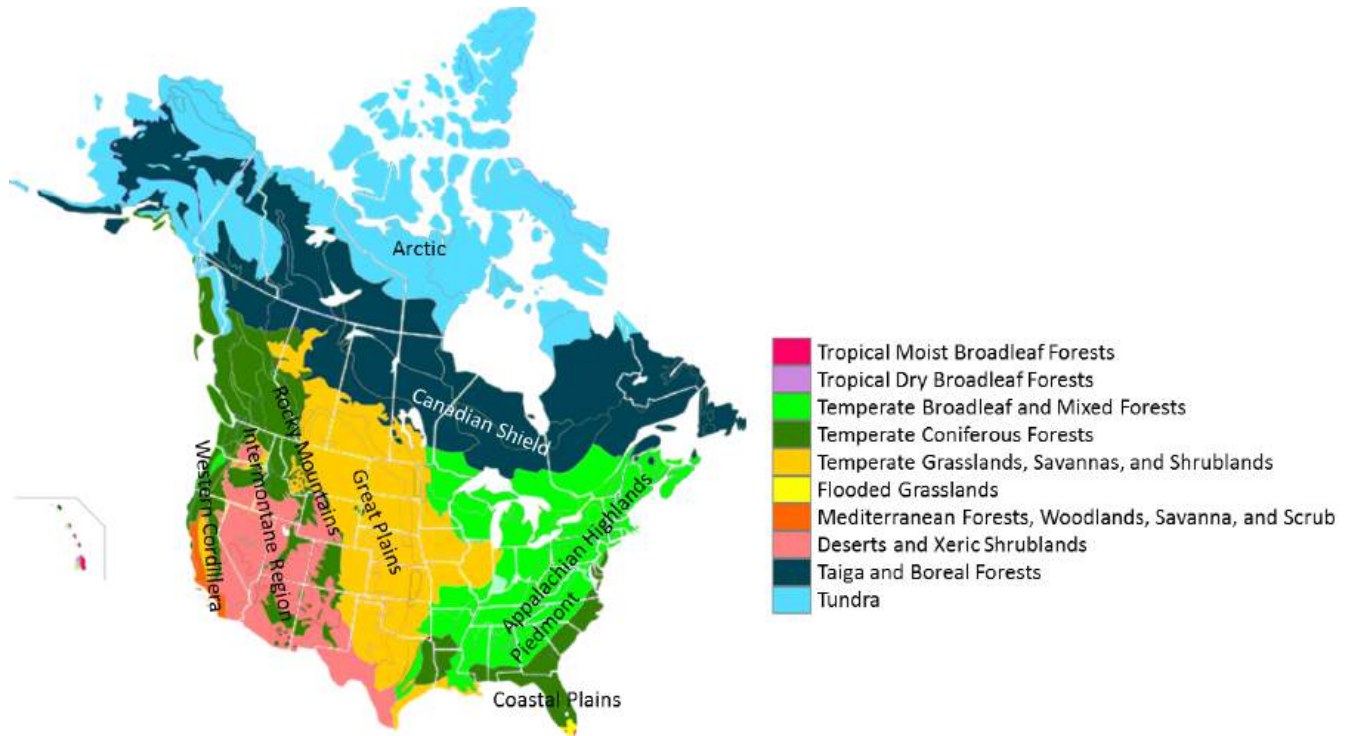 Arctic
Canadian Shield
Rocky Mountains
Western Cordillera
Intermontane Region
Great Plains
Appalachian Highlands
Piedmont
Coastal Plains
Tropical Moist Broadleaf Forests
Tropical Dry Broadleaf Forests
Temperate Broadleaf and Mixed Forests
Temperate Coniferous Forests
Temperate Grasslands, Savannas, and Shrublands
Flooded Grasslands
Mediterranean Forests, Woodlands, Savanna, and Scrub
Deserts and Xeric Shrublands
Taiga and Boreal Forests
Tundra